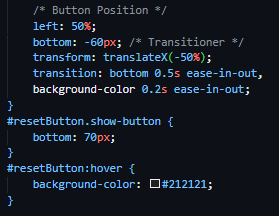 /* Button Position */
left: 50%;
bottom: -60px; /* Transitioner */
transform: translateX(-50%);
transition: bottom 0.5s ease-in-out,
background-color 0.2s ease-in-out;
}
#resetButton.show-button {
bottom: 70px;
}
#resetButton:hover {
background-color: #212121;
}